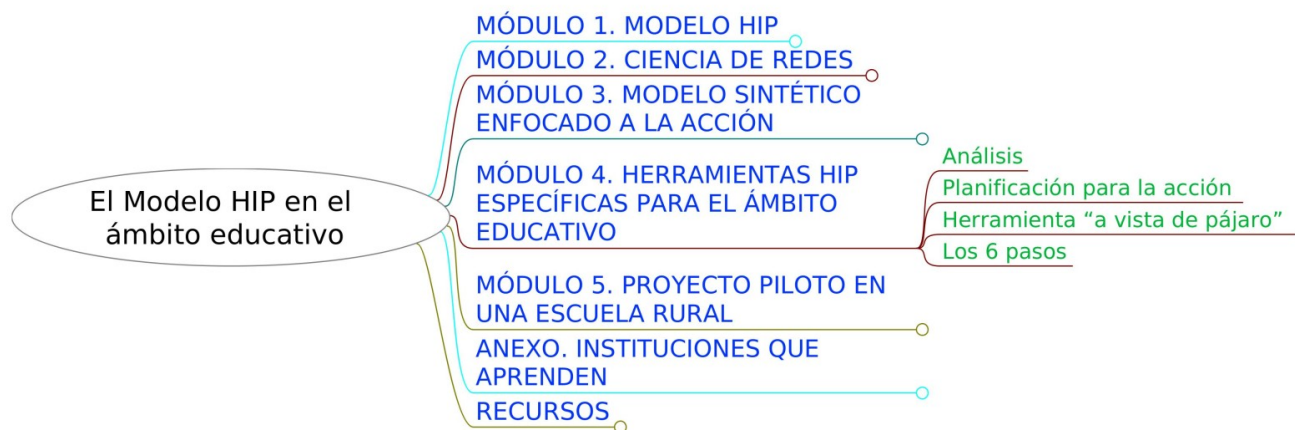 El Modelo HIP en el
ámbito educativo
MÓDULO 1. MODELO HIP
MÓDULO 2. CIENCIA DE REDES
MÓDULO 3. MODELO SINTÉTICO
ENFOCADO A LA ACCIÓN
MÓDULO 4. HERRAMIENTAS HIP
ESPECÍFICAS PARA EL ÁMBITO
EDUCATIVO
Análisis
Planificación para la acción
Herramienta “a vista de pájaro”
Los 6 pasos
MÓDULO 5. PROYECTO PILOTO EN
UNA ESCUELA RURAL
ANEXO. INSTITUCIONES QUE
APRENDEN
RECURSOS